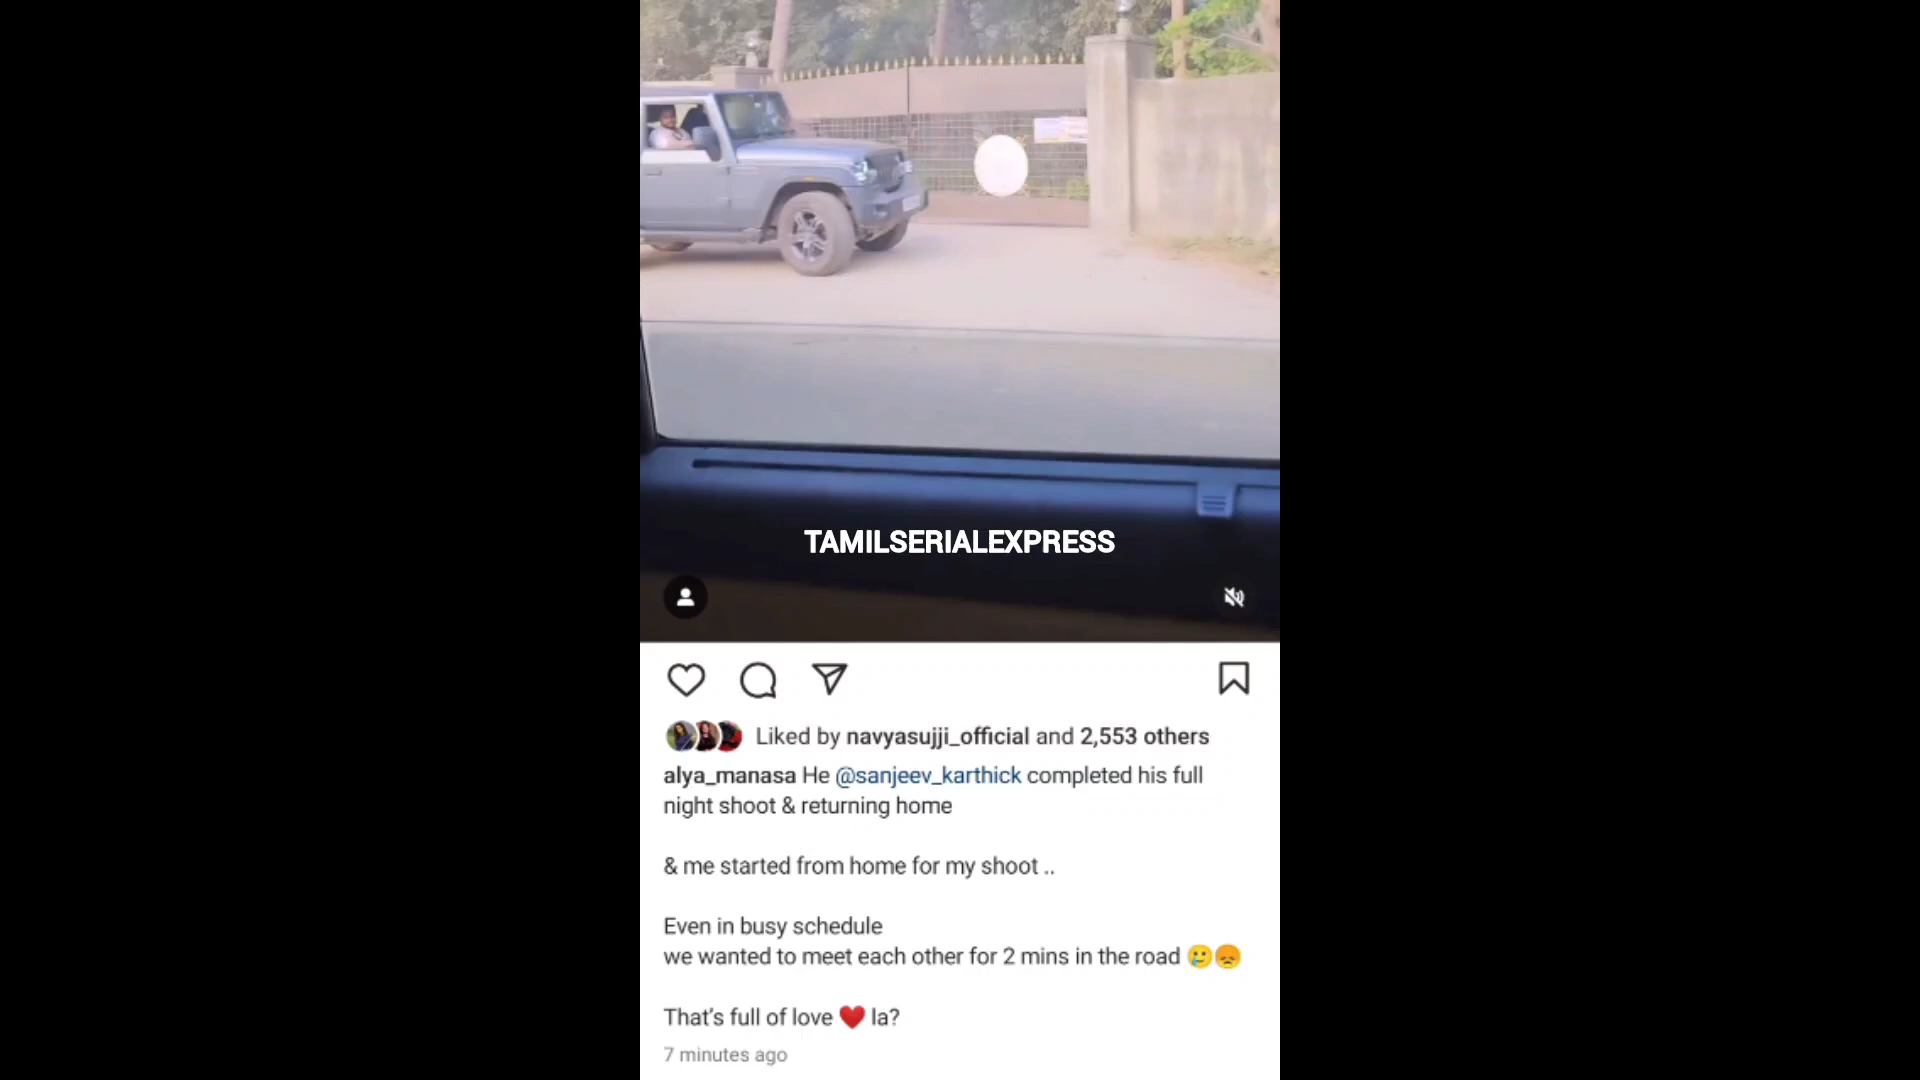 TAMILSERIALEXPRESS
Liked by navyasujji_official and 2,553 others
alya_manasa He @sanjeev_karthick completed his full
night shoot & returning home
& me started from home for my shoot ..
Even in busy schedule
we wanted to meet each other for 2 mins in the road 🥲😞
That's full of love ❤️ la?
7 minutes ago